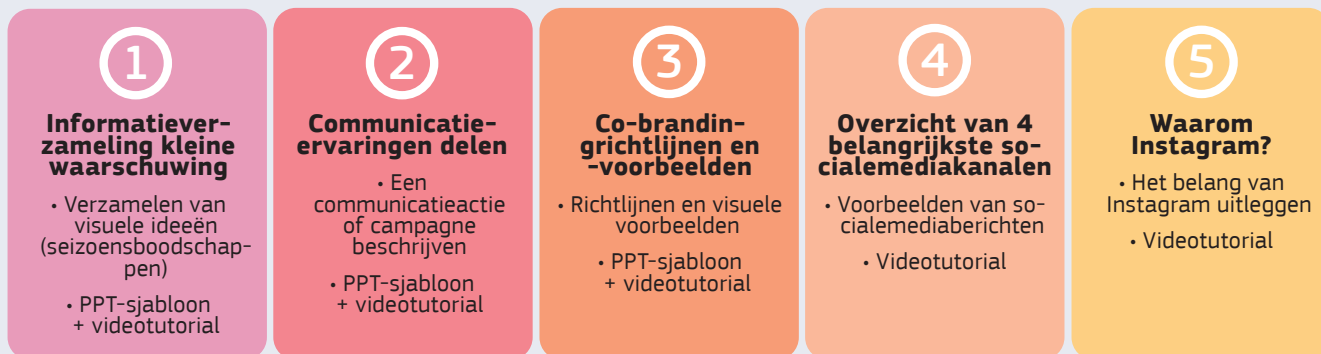 1
Informatiever-
zameling kleine
waarschuwing
• Verzamelen van
visuele ideeën
(seizoensboodschap-
pen)
• PPT-sjabloon
+ videotutorial
2
Communicatie-
ervaringen delen
• Een
communicatieactie
of campagne
beschrijven
• PPT-sjabloon
+ videotutorial
3
Co-brandin-
grichtlijnen en
-voorbeelden
• Richtlijnen en visuele
voorbeelden
• PPT-sjabloon
+ videotutorial
4
Overzicht van 4
belangrijkste so-
cialemediakanalen
• Voorbeelden van so-
cialemediaberichten
• Videotutorial
5
Waarom
Instagram?
• Het belang van
Instagram uitleggen
• Videotutorial